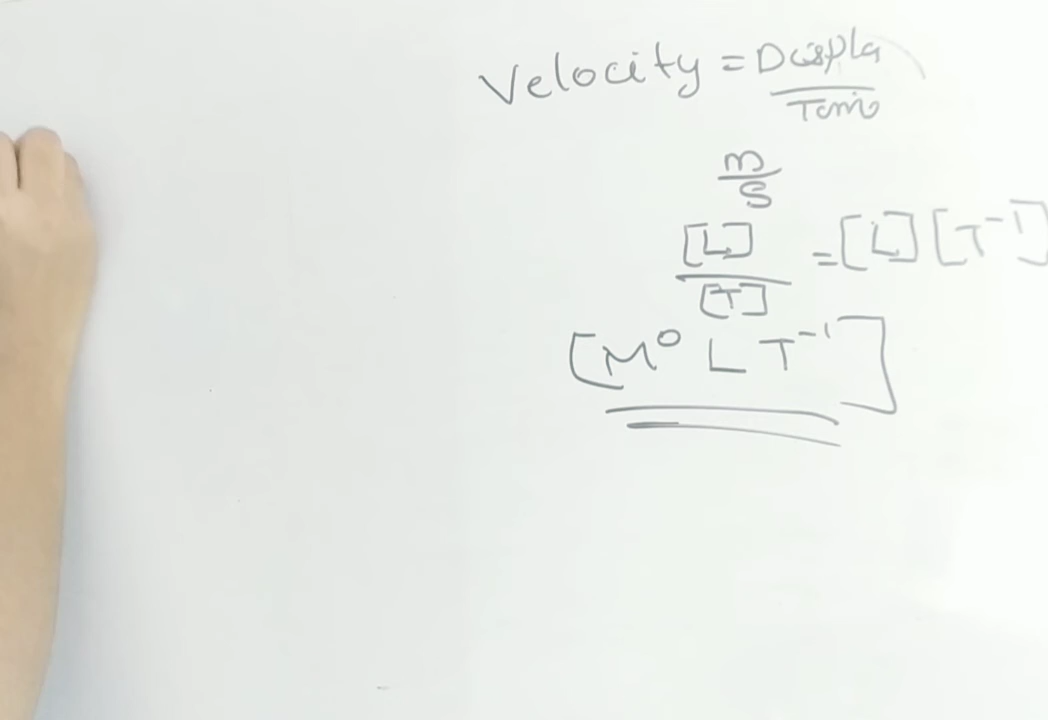 Velocity = Displa
Time
m
s
[L]
= [L] [T⁻¹]
[T]
[M⁰ L T⁻¹]